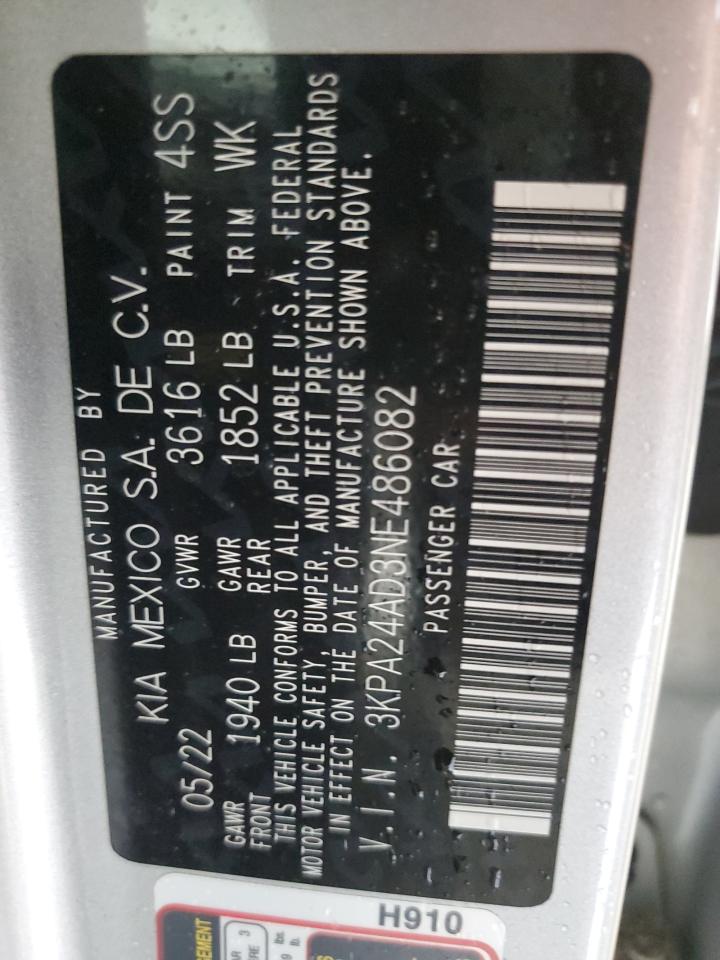 MANUFACTURED BY
KIA MEXICO S.A. DE C.V.
05/22 GVWR 3616 LB PAINT 4SS
GAWR FRONT 1940 LB GAWR REAR 1852 LB TRIM WK
THIS VEHICLE CONFORMS TO ALL APPLICABLE U.S.A. FEDERAL
MOTOR VEHICLE SAFETY, BUMPER, AND THEFT PREVENTION STANDARDS
IN EFFECT ON THE DATE OF MANUFACTURE SHOWN ABOVE.
V.I.N. 3KPA24AD3NE486082
PASSENGER CAR
H910